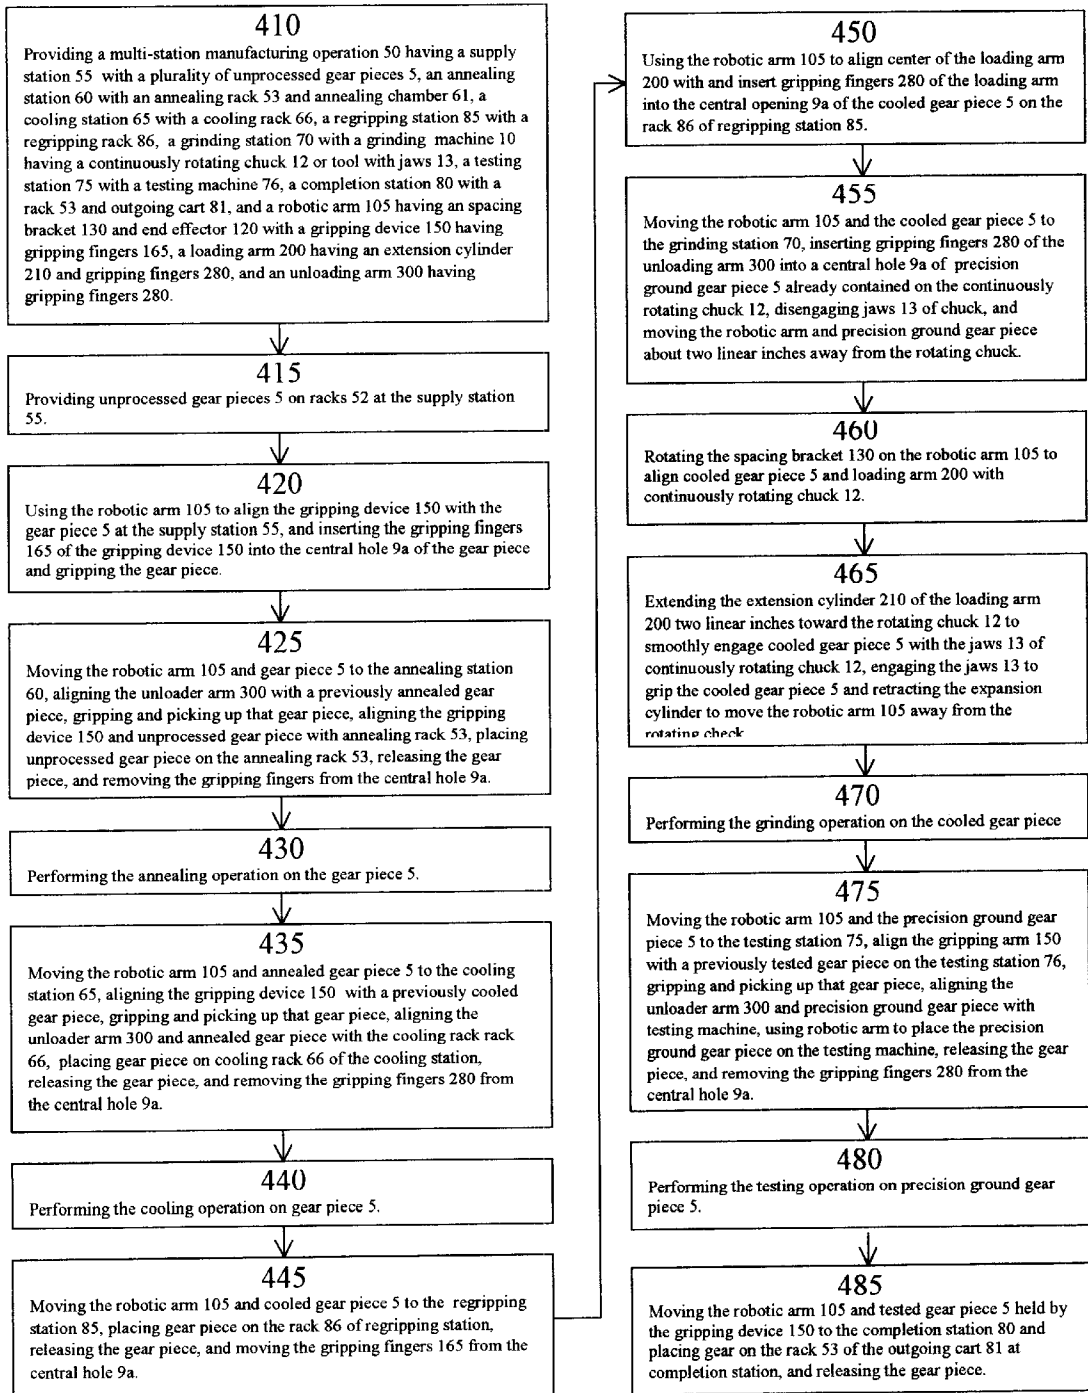 410
Providing a multi-station manufacturing operation 50 having a supply
station 55 with a plurality of unprocessed gear pieces 5, an annealing
station 60 with an annealing rack 53 and annealing chamber 61, a
cooling station 65 with a cooling rack 66, a regripping station 85 with a
regripping rack 86, a grinding station 70 with a grinding machine 10
having a continuously rotating chuck 12 or tool with jaws 13, a testing
station 75 with a testing machine 76, a completion station 80 with a
rack 53 and outgoing cart 81, and a robotic arm 105 having an spacing
bracket 130 and end effector 120 with a gripping device 150 having
gripping fingers 165, a loading arm 200 having an extension cylinder
210 and gripping fingers 280, and an unloading arm 300 having
gripping fingers 280.
415
Providing unprocessed gear pieces 5 on racks 52 at the supply station
55.
420
Using the robotic arm 105 to align the gripping device 150 with the
gear piece 5 at the supply station 55, and inserting the gripping fingers
165 of the gripping device 150 into the central hole 9a of the gear piece
and gripping the gear piece.
425
Moving the robotic arm 105 and gear piece 5 to the annealing station
60, aligning the unloader arm 300 with a previously annealed gear
piece, gripping and picking up that gear piece, aligning the gripping
device 150 and unprocessed gear piece with annealing rack 53, placing
unprocessed gear piece on the annealing rack 53, releasing the gear
piece, and removing the gripping fingers from the central hole 9a.
430
Performing the annealing operation on the gear piece 5.
435
Moving the robotic arm 105 and annealed gear piece 5 to the cooling
station 65, aligning the gripping device 150 with a previously cooled
gear piece, gripping and picking up that gear piece, aligning the
unloader arm 300 and annealed gear piece with the cooling rack rack
66, placing gear piece on cooling rack 66 of the cooling station,
releasing the gear piece, and removing the gripping fingers 280 from
the central hole 9a.
440
Performing the cooling operation on gear piece 5.
445
Moving the robotic arm 105 and cooled gear piece 5 to the regripping
station 85, placing gear piece on the rack 86 of regripping station,
releasing the gear piece, and moving the gripping fingers 165 from the
central hole 9a.
450
Using the robotic arm 105 to align center of the loading arm
200 with and insert gripping fingers 280 of the loading arm
into the central opening 9a of the cooled gear piece 5 on the
rack 86 of regripping station 85.
455
Moving the robotic arm 105 and the cooled gear piece 5 to
the grinding station 70, inserting gripping fingers 280 of the
unloading arm 300 into a central hole 9a of precision
ground gear piece 5 already contained on the continuously
rotating chuck 12, disengaging jaws 13 of chuck, and
moving the robotic arm and precision ground gear piece
about two linear inches away from the rotating chuck.
460
Rotating the spacing bracket 130 on the robotic arm 105 to
align cooled gear piece 5 and loading arm 200 with
continuously rotating chuck 12.
465
Extending the extension cylinder 210 of the loading arm
200 two linear inches toward the rotating chuck 12 to
smoothly engage cooled gear piece 5 with the jaws 13 of
continuously rotating chuck 12, engaging the jaws 13 to
grip the cooled gear piece 5 and retracting the expansion
cylinder to move the robotic arm 105 away from the
rotating check
470
Performing the grinding operation on the cooled gear piece
475
Moving the robotic arm 105 and the precision ground gear
piece 5 to the testing station 75, align the gripping arm 150
with a previously tested gear piece on the testing station 76,
gripping and picking up that gear piece, aligning the
unloader arm 300 and precision ground gear piece with
testing machine, using robotic arm to place the precision
ground gear piece on the testing machine, releasing the gear
piece, and removing the gripping fingers 280 from the
central hole 9a.
480
Performing the testing operation on precision ground gear
piece 5.
485
Moving the robotic arm 105 and tested gear piece 5 held by
the gripping device 150 to the completion station 80 and
placing gear on the rack 53 of the outgoing cart 81 at
completion station, and releasing the gear piece.